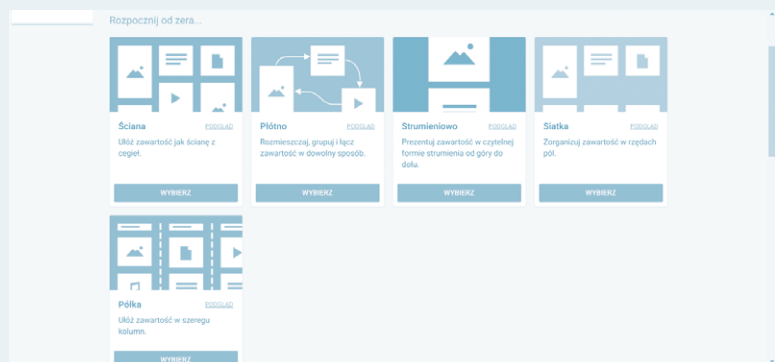 Rozpocznij od zera...
Ściana PODGLĄD
Ułóż zawartość jak ścianę z
cegieł.
WYBIERZ
Płótno PODGLĄD
Rozmieszczaj, grupuj i łącz
zawartość w dowolny sposób.
WYBIERZ
Strumieniowo PODGLĄD
Prezentuj zawartość w czytelnej
formie strumienia od góry do
dołu.
WYBIERZ
Siatka PODGLĄD
Zorganizuj zawartość w rzędach
pól.
WYBIERZ
Półka PODGLĄD
Ułóż zawartość w szeregu
kolumn.
WYBIERZ